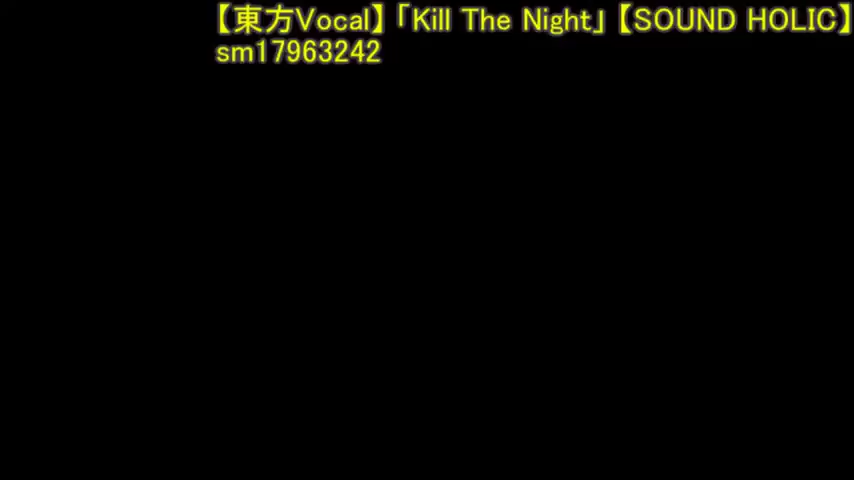 【東方Vocal】「Kill The Night」【SOUND HOLIC】
sm17963242